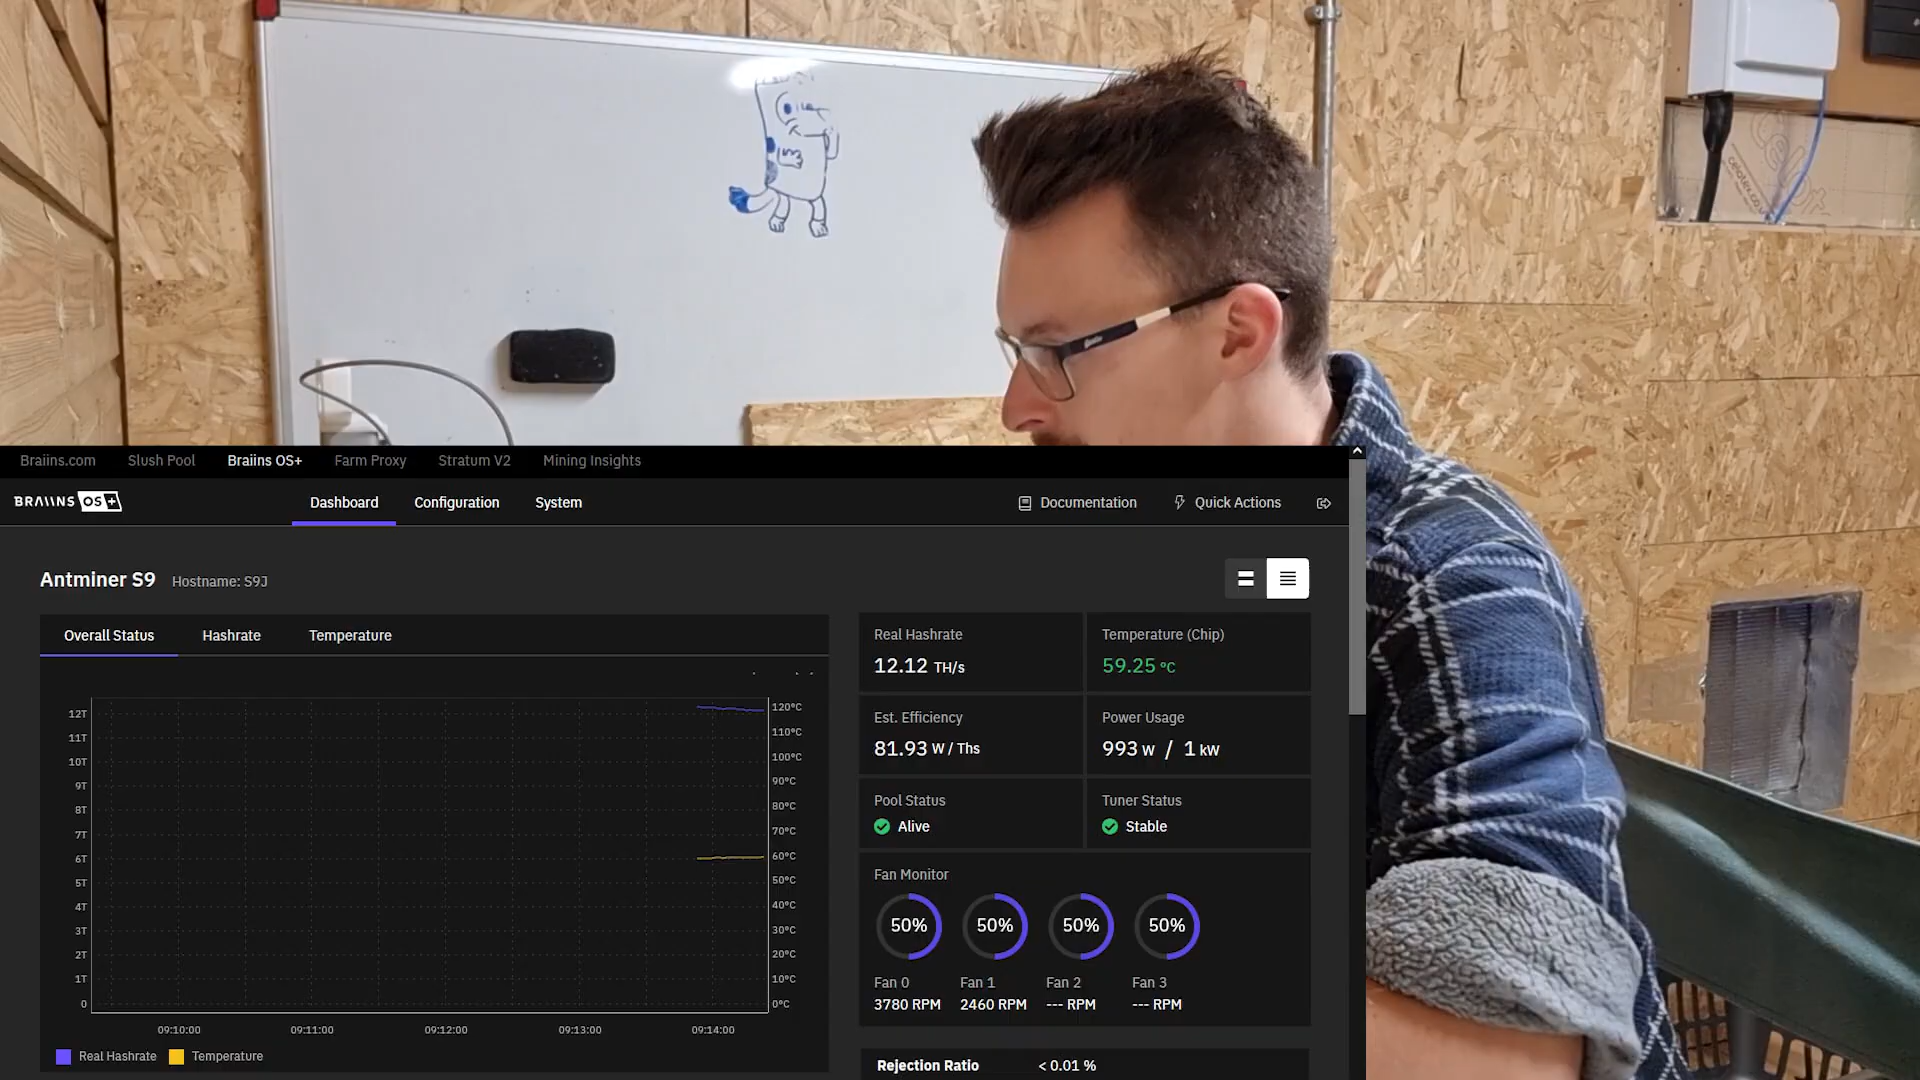 Braiins.com Slush Pool Braiins OS+ Farm Proxy Stratum V2 Mining Insights
BRAIINS OS+ Dashboard Configuration System Documentation Quick Actions
Antminer S9 Hostname: S9J
Overall Status Hashrate Temperature
12T
11T
10T
9T
8T
7T
6T
5T
4T
3T
2T
1T
0
120°C
110°C
100°C
90°C
80°C
70°C
60°C
50°C
40°C
30°C
20°C
10°C
0°C
09:10:00 09:11:00 09:12:00 09:13:00 09:14:00
Real Hashrate Temperature
Real Hashrate
12.12 TH/s
Temperature (Chip)
59.25 °C
Est. Efficiency
81.93 W / Ths
Power Usage
993 W / 1 kW
Pool Status
Alive
Tuner Status
Stable
Fan Monitor
50% 50% 50% 50%
Fan 0 Fan 1 Fan 2 Fan 3
3780 RPM 2460 RPM --- RPM --- RPM
Rejection Ratio < 0.01 %